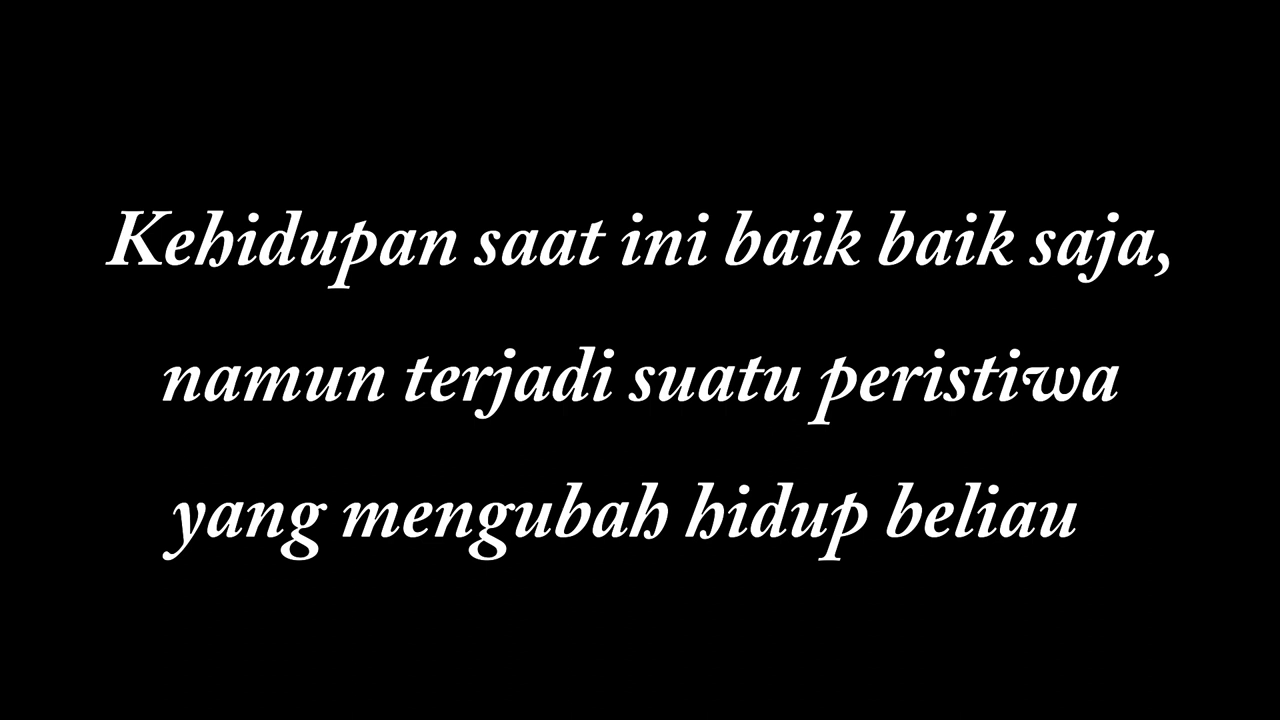 Kehidupan saat ini baik baik saja,
namun terjadi suatu peristiwa
yang mengubah hidup beliau